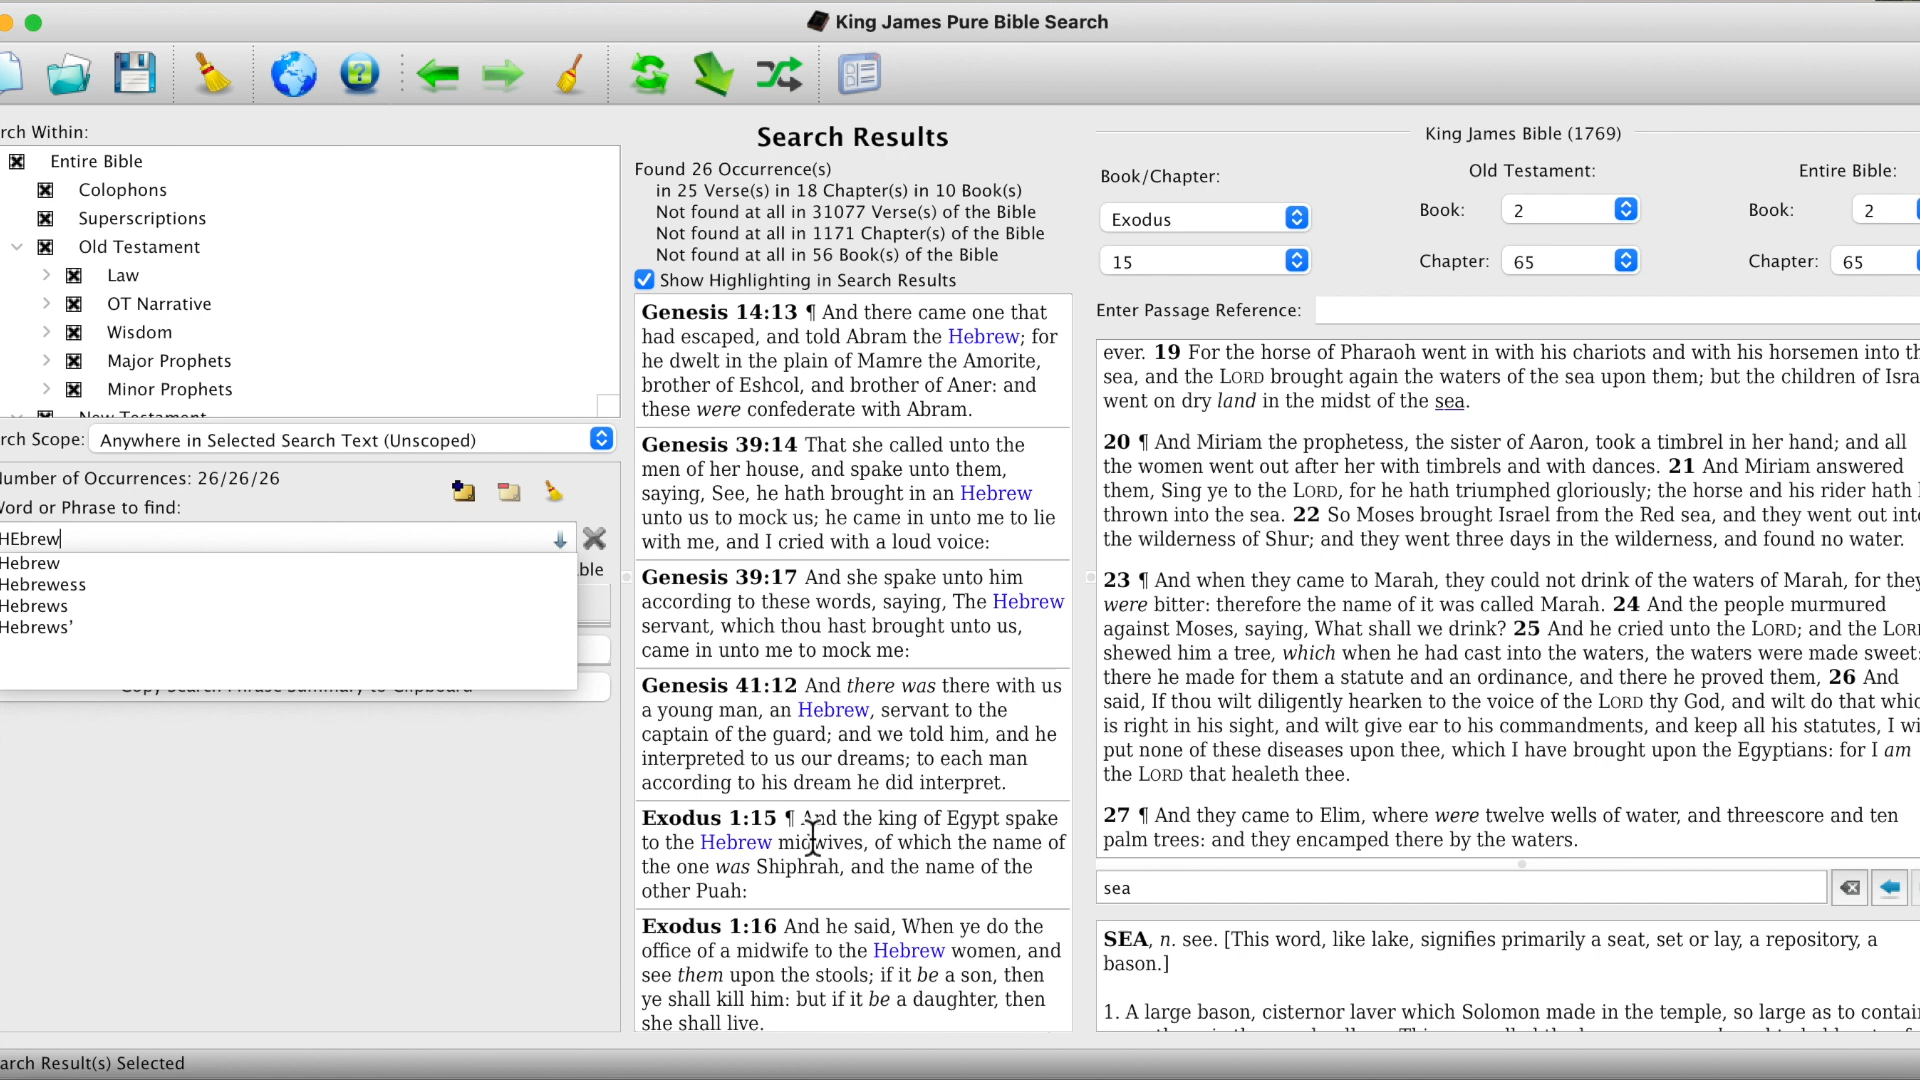 King James Pure Bible Search
rch Within:
Entire Bible
Colophons
Superscriptions
Old Testament
Law
OT Narrative
Wisdom
Major Prophets
Minor Prophets
New Testament
rch Scope: Anywhere in Selected Search Text (Unscoped)
Number of Occurrences: 26/26/26
Word or Phrase to find:
HEbrew
Hebrew
Hebrewess
Hebrews
Hebrews’
ble
Copy Search Phrase Summary to Clipboard
Search Results
Found 26 Occurrence(s)
in 25 Verse(s) in 18 Chapter(s) in 10 Book(s)
Not found at all in 31077 Verse(s) of the Bible
Not found at all in 1171 Chapter(s) of the Bible
Not found at all in 56 Book(s) of the Bible
Show Highlighting in Search Results
Genesis 14:13 ¶ And there came one that
had escaped, and told Abram the Hebrew; for
he dwelt in the plain of Mamre the Amorite,
brother of Eshcol, and brother of Aner: and
these were confederate with Abram.
Genesis 39:14 That she called unto the
men of her house, and spake unto them,
saying, See, he hath brought in an Hebrew
unto us to mock us; he came in unto me to lie
with me, and I cried with a loud voice:
Genesis 39:17 And she spake unto him
according to these words, saying, The Hebrew
servant, which thou hast brought unto us,
came in unto me to mock me:
Genesis 41:12 And there was there with us
a young man, an Hebrew, servant to the
captain of the guard; and we told him, and he
interpreted to us our dreams; to each man
according to his dream he did interpret.
Exodus 1:15 ¶ And the king of Egypt spake
to the Hebrew midwives, of which the name of
the one was Shiphrah, and the name of the
other Puah:
Exodus 1:16 And he said, When ye do the
office of a midwife to the Hebrew women, and
see them upon the stools; if it be a son, then
ye shall kill him: but if it be a daughter, then
she shall live.
King James Bible (1769)
Book/Chapter:
Old Testament:
Entire Bible:
Exodus
Book: 2
Book: 2
15
Chapter: 65
Chapter: 65
Enter Passage Reference:
ever. 19 For the horse of Pharaoh went in with his chariots and with his horsemen into th
sea, and the LORD brought again the waters of the sea upon them; but the children of Isra
went on dry land in the midst of the sea.
20 ¶ And Miriam the prophetess, the sister of Aaron, took a timbrel in her hand; and all
the women went out after her with timbrels and with dances. 21 And Miriam answered
them, Sing ye to the LORD, for he hath triumphed gloriously; the horse and his rider hath
thrown into the sea. 22 So Moses brought Israel from the Red sea, and they went out into
the wilderness of Shur; and they went three days in the wilderness, and found no water.
23 ¶ And when they came to Marah, they could not drink of the waters of Marah, for they
were bitter: therefore the name of it was called Marah. 24 And the people murmured
against Moses, saying, What shall we drink? 25 And he cried unto the LORD; and the LOR
shewed him a tree, which when he had cast into the waters, the waters were made sweet:
there he made for them a statute and an ordinance, and there he proved them, 26 And
said, If thou wilt diligently hearken to the voice of the LORD thy God, and wilt do that whic
is right in his sight, and wilt give ear to his commandments, and keep all his statutes, I wi
put none of these diseases upon thee, which I have brought upon the Egyptians: for I am
the LORD that healeth thee.
27 ¶ And they came to Elim, where were twelve wells of water, and threescore and ten
palm trees: and they encamped there by the waters.
sea
SEA, n. see. [This word, like lake, signifies primarily a seat, set or lay, a repository, a
bason.]
1. A large bason, cisternor laver which Solomon made in the temple, so large as to contai
arch Result(s) Selected